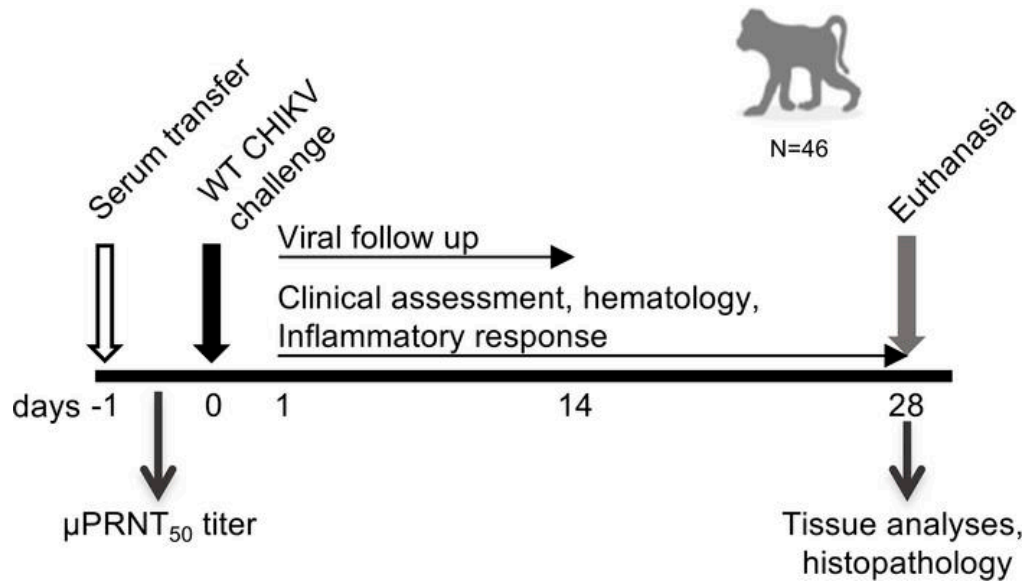 Serum transfer
WT CHIKV
challenge
N=46
Euthanasia
Viral follow up
Clinical assessment, hematology,
Inflammatory response
days -1 0 1 14 28
µPRNT₅₀ titer
Tissue analyses,
histopathology